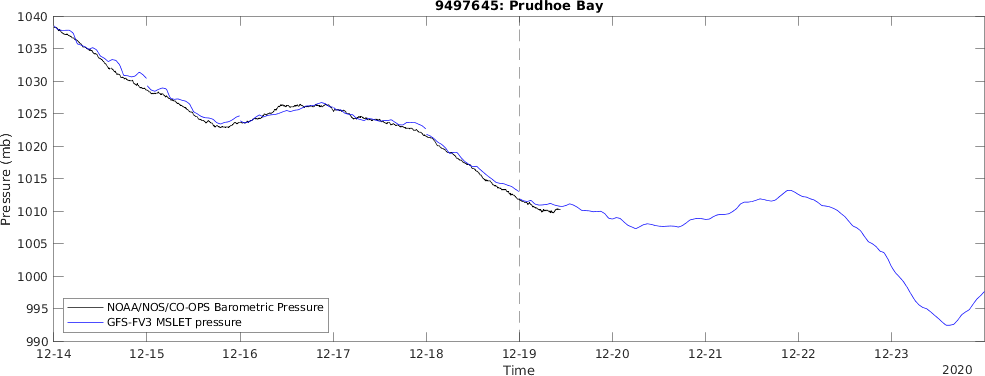 9497645: Prudhoe Bay
Pressure (mb)
1040
1035
1030
1025
1020
1015
1010
1005
1000
995
990
NOAA/NOS/CO-OPS Barometric Pressure
GFS-FV3 MSLET pressure
12-14 12-15 12-16 12-17 12-18 12-19 12-20 12-21 12-22 12-23
Time
2020